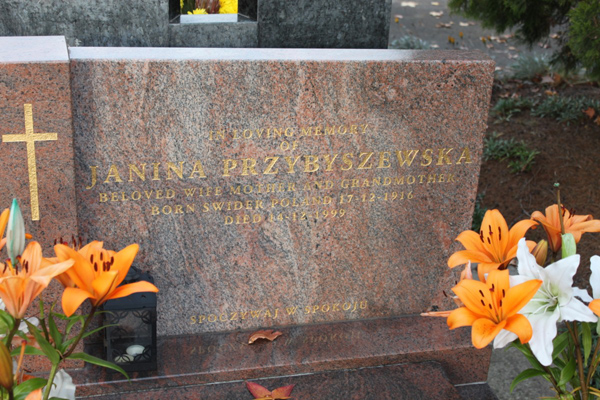 IN LOVING MEMORY
OF
JANINA PRZYBYSZEWSKA
BELOVED WIFE MOTHER AND GRANDMOTHER
BORN SWIDER POLAND 17-12-1916
DIED 14-12-1999
SPOCZYWAJ W SPOKOJU